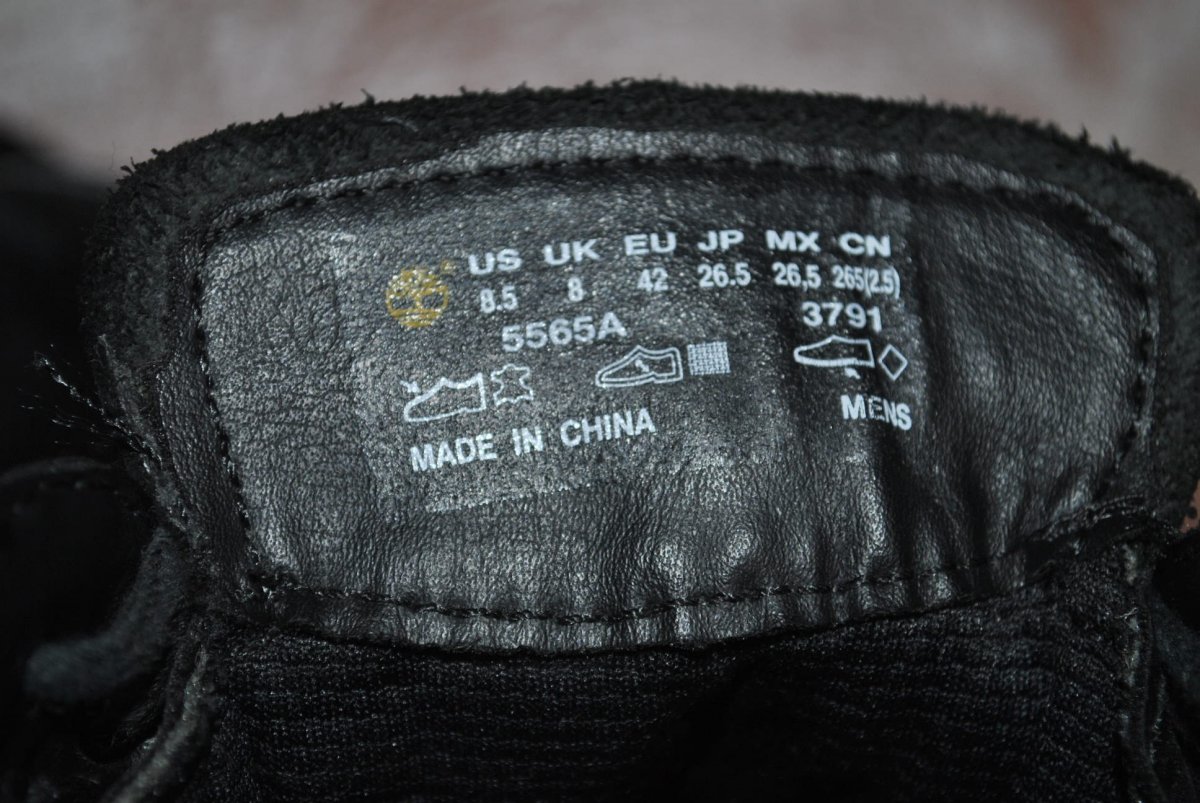 US UK EU JP MX CN
8.5 8 42 26.5 26,5 265(2.5)
5565A 3791
MADE IN CHINA MENS